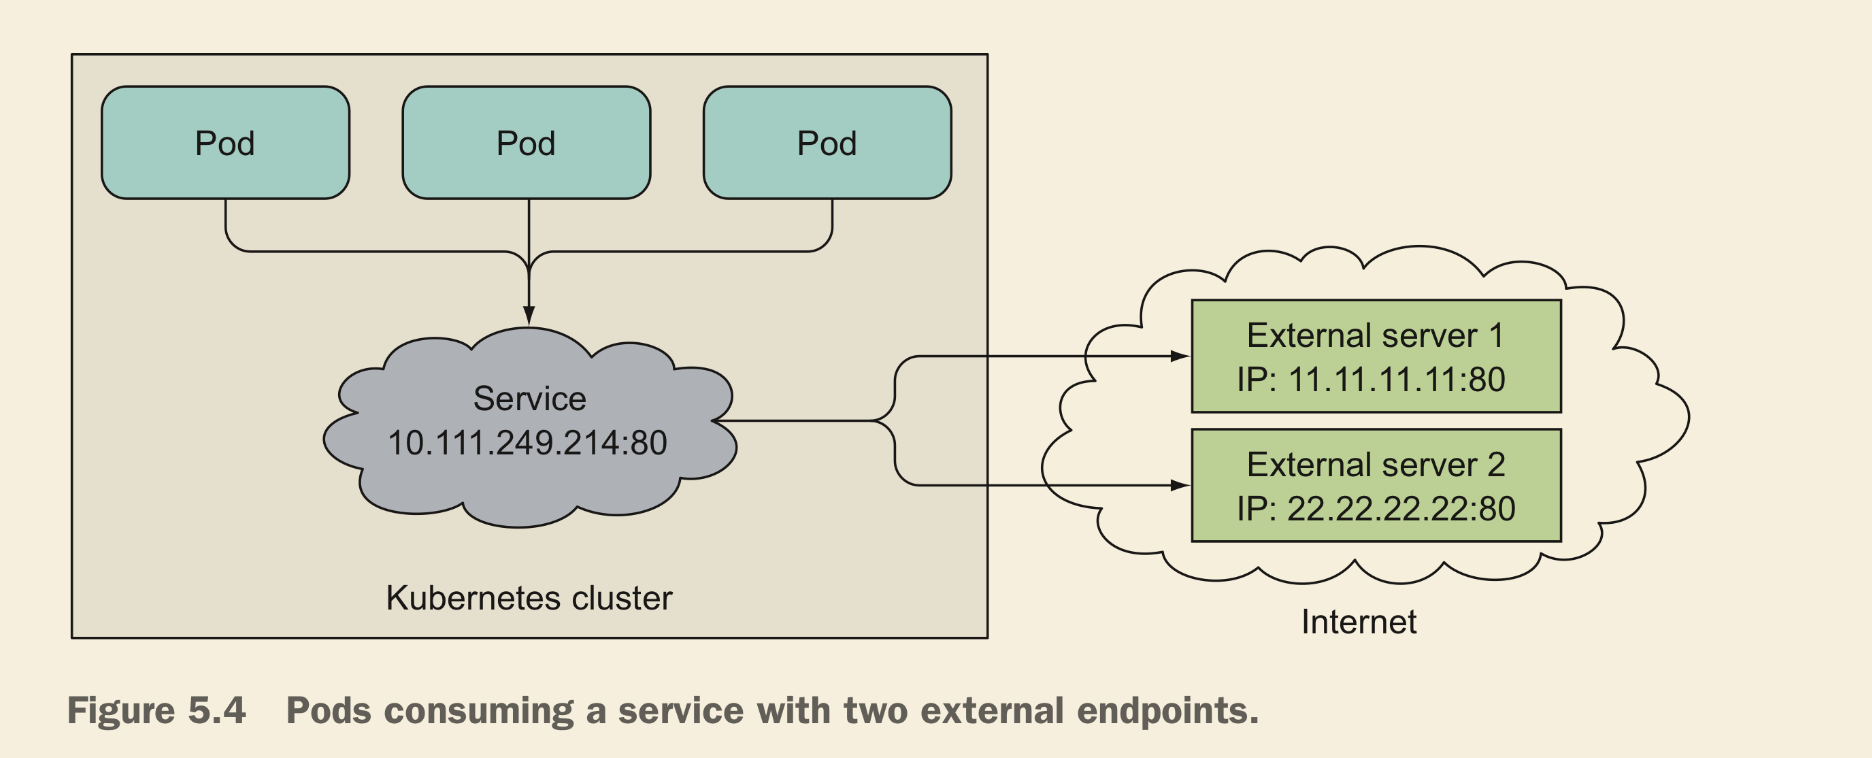 Pod
Pod
Pod
Service
10.111.249.214:80
External server 1
IP: 11.11.11.11:80
External server 2
IP: 22.22.22.22:80
Kubernetes cluster
Internet
Figure 5.4 Pods consuming a service with two external endpoints.